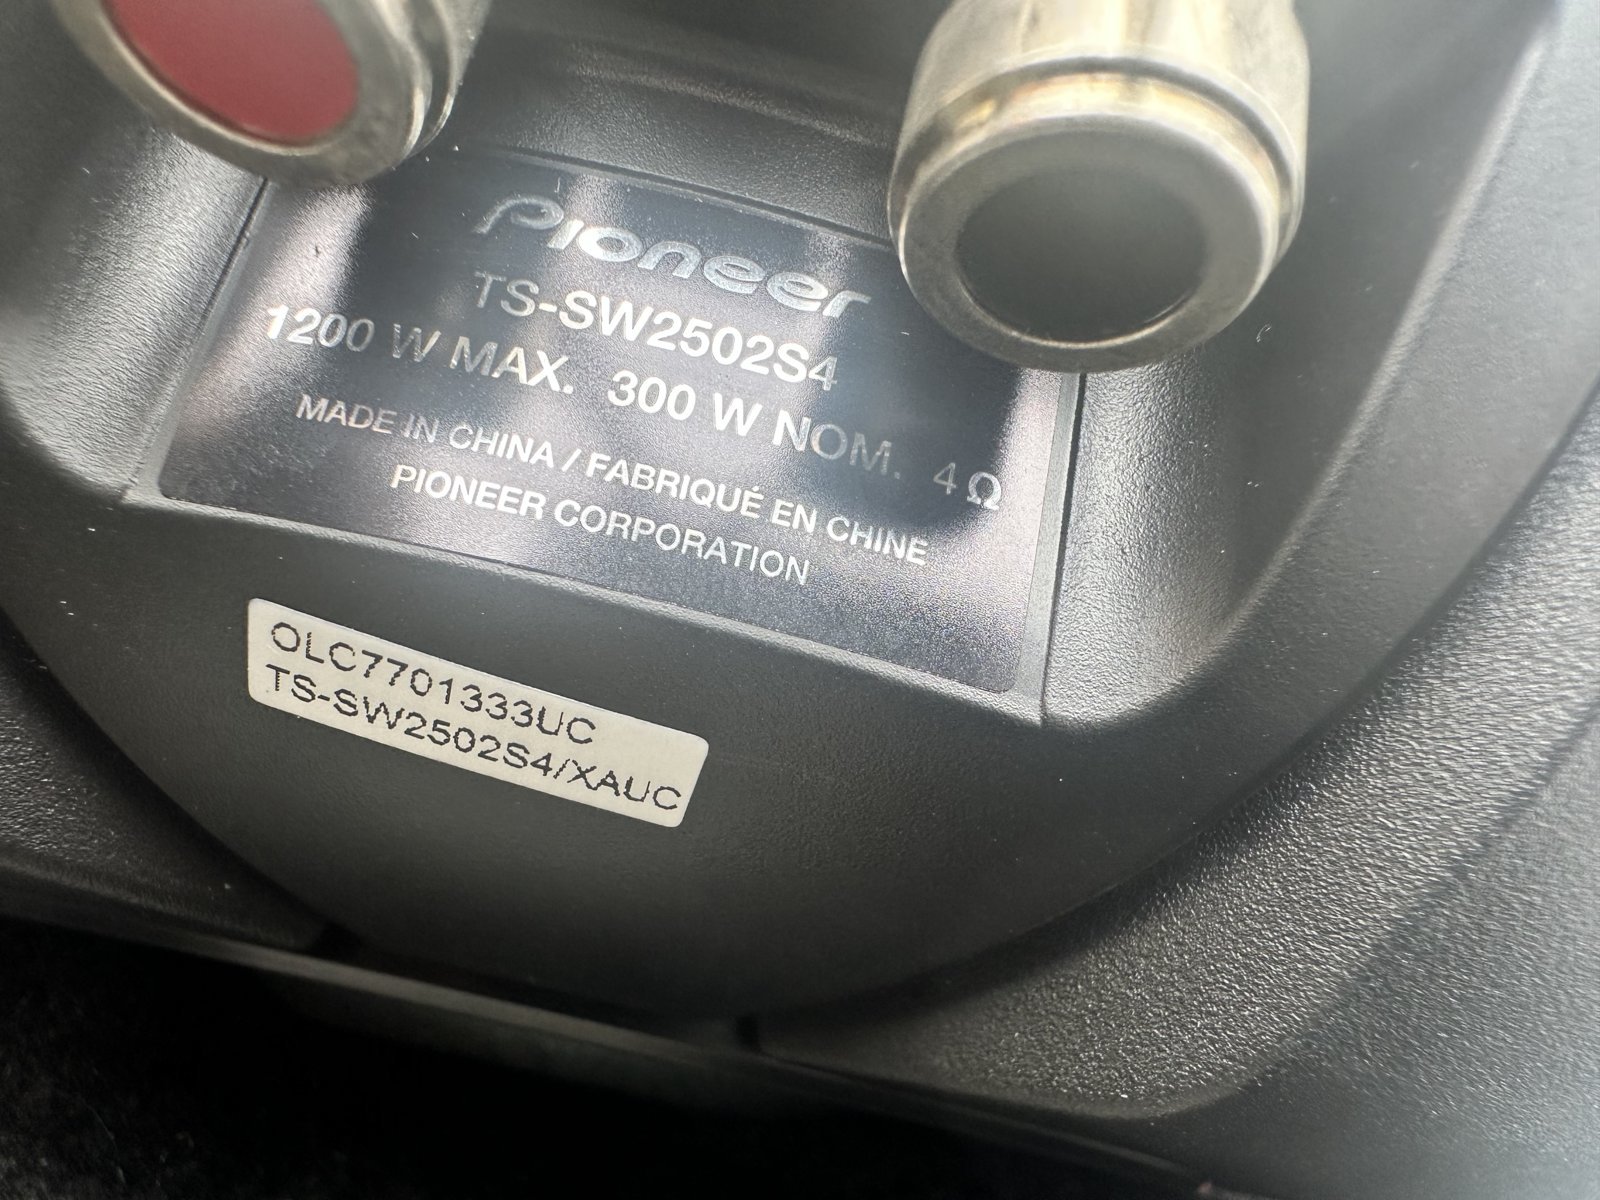 Pioneer
TS-SW2502S4
1200 W MAX. 300 W NOM. 4 Ω
MADE IN CHINA / FABRIQUÉ EN CHINE
PIONEER CORPORATION
OLC7701333UC
TS-SW2502S4/XAUC